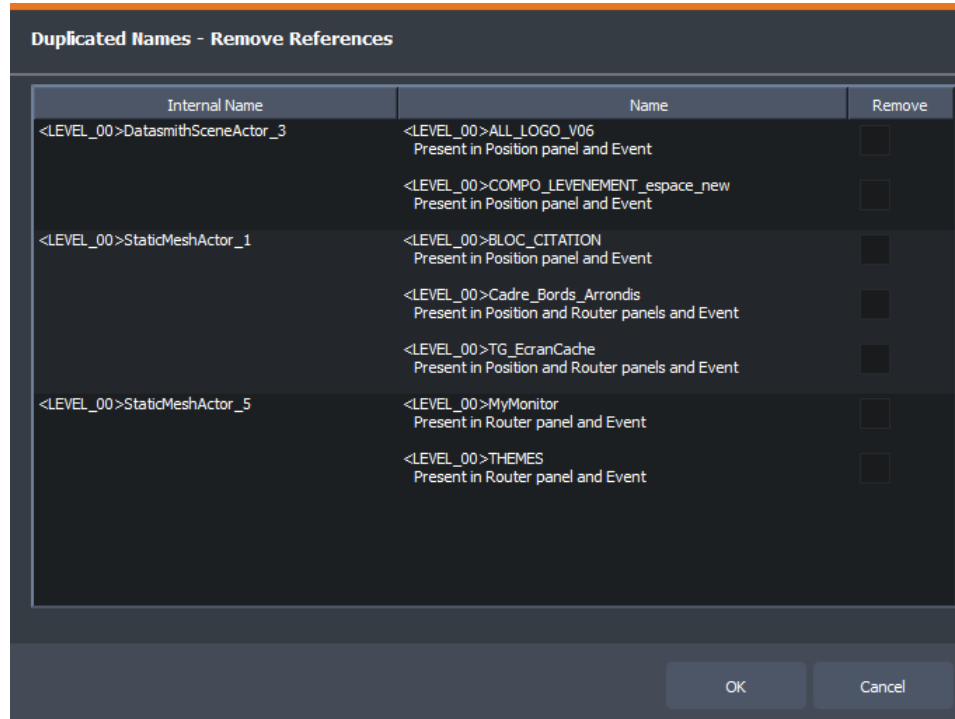 Duplicated Names - Remove References
Internal Name Name Remove
<LEVEL_00>DatasmithSceneActor_3 <LEVEL_00>ALL_LOGO_V06
Present in Position panel and Event
<LEVEL_00>COMPO_LEVENEMENT_espace_new
Present in Position panel and Event
<LEVEL_00>StaticMeshActor_1 <LEVEL_00>BLOC_CITATION
Present in Position panel and Event
<LEVEL_00>Cadre_Bords_Arrondis
Present in Position and Router panels and Event
<LEVEL_00>TG_EcranCache
Present in Position and Router panels and Event
<LEVEL_00>StaticMeshActor_5 <LEVEL_00>MyMonitor
Present in Router panel and Event
<LEVEL_00>THEMES
Present in Router panel and Event
OK Cancel